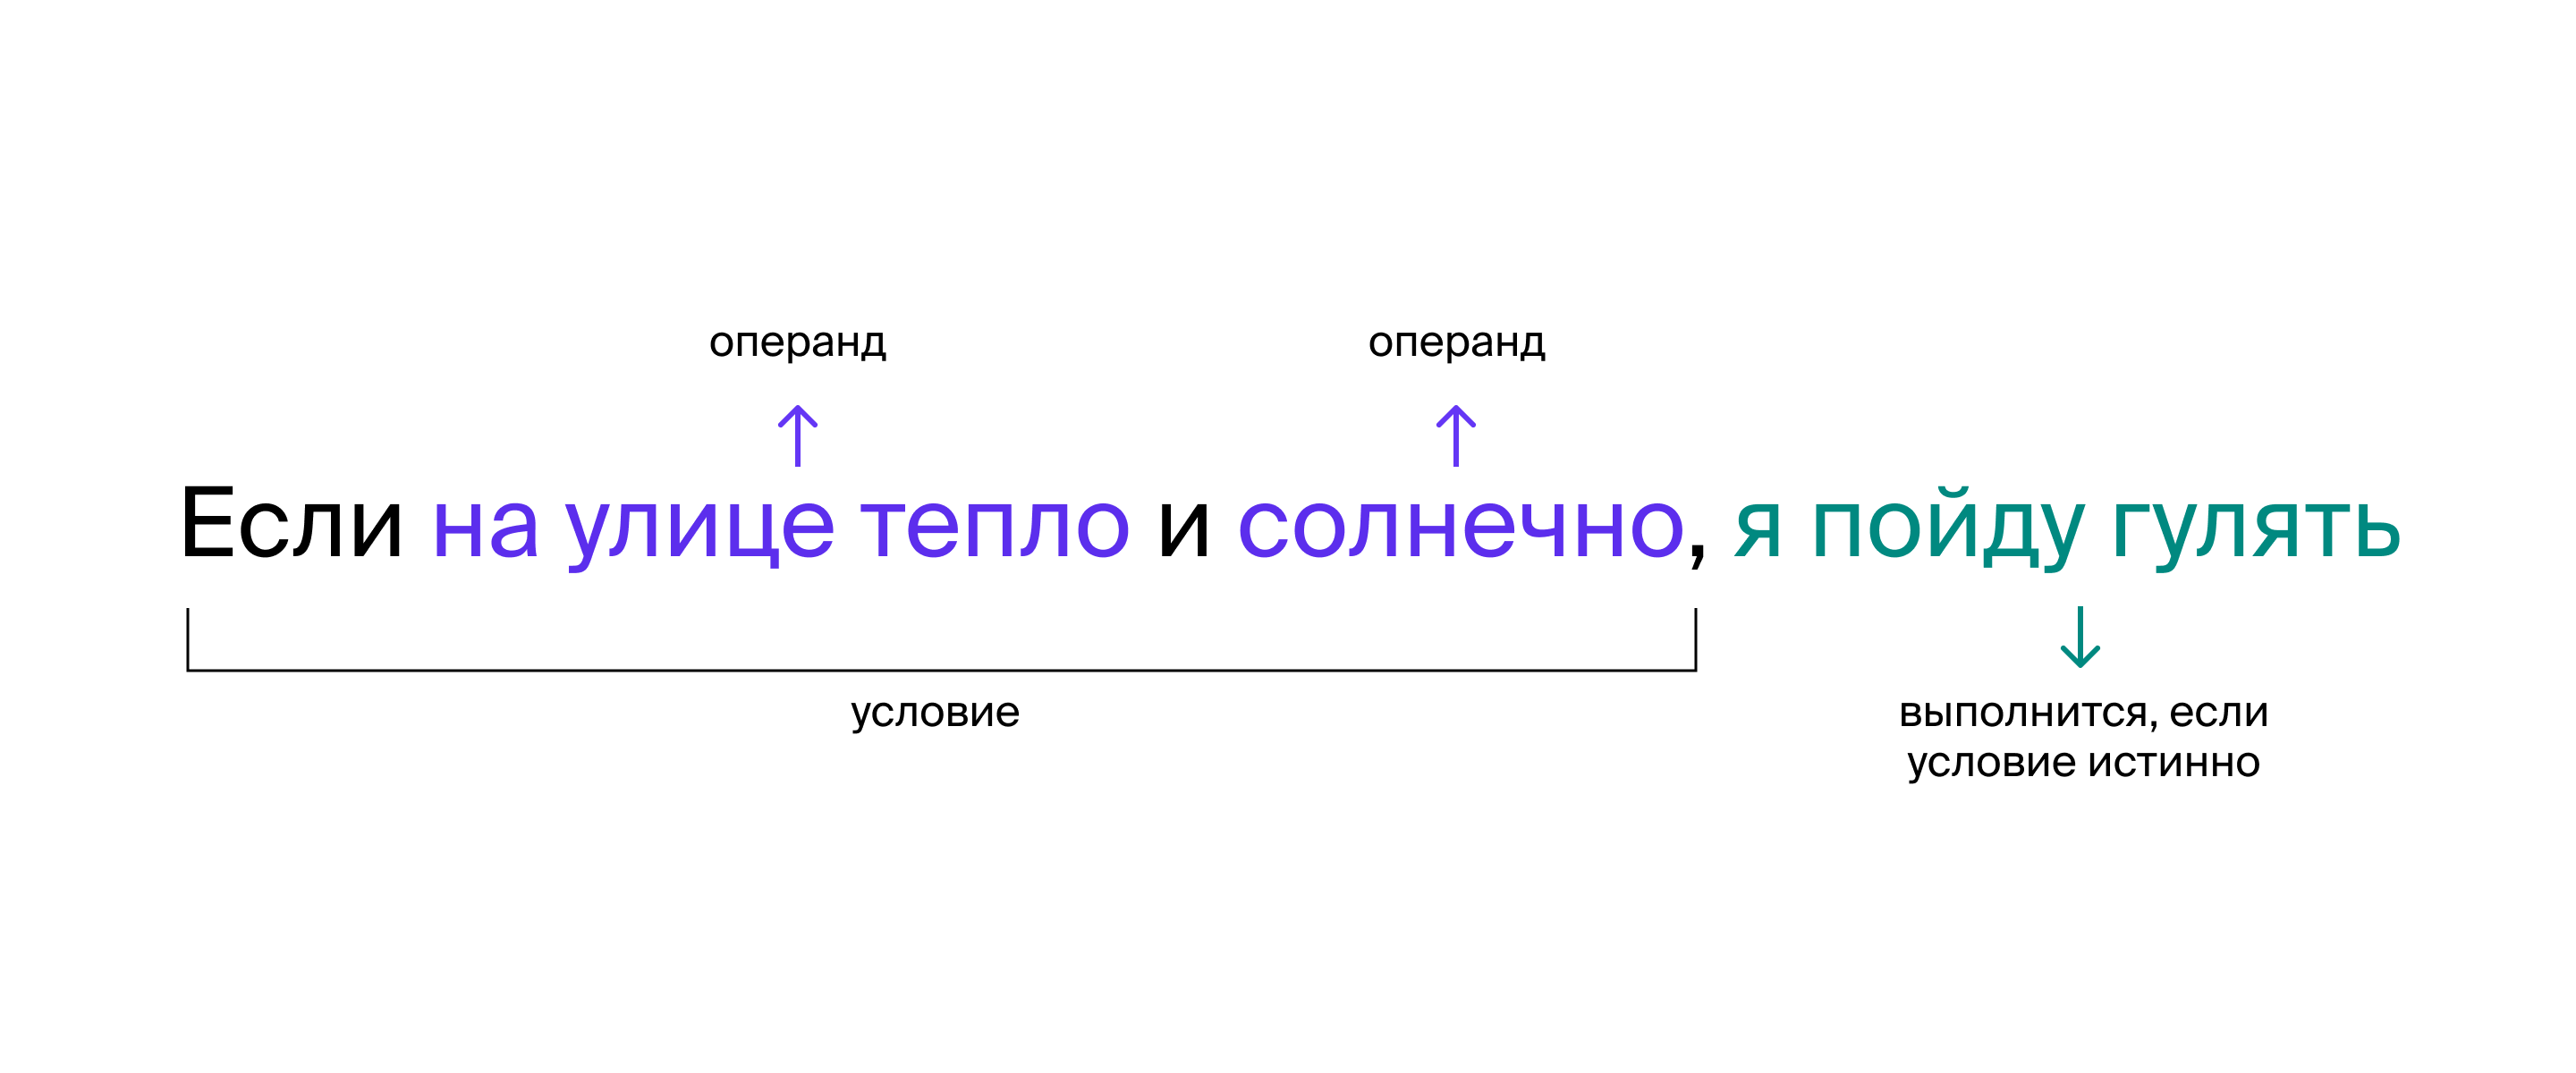 операнд операнд
Если на улице тепло и солнечно, я пойду гулять
условие
выполнится, если
условие истинно